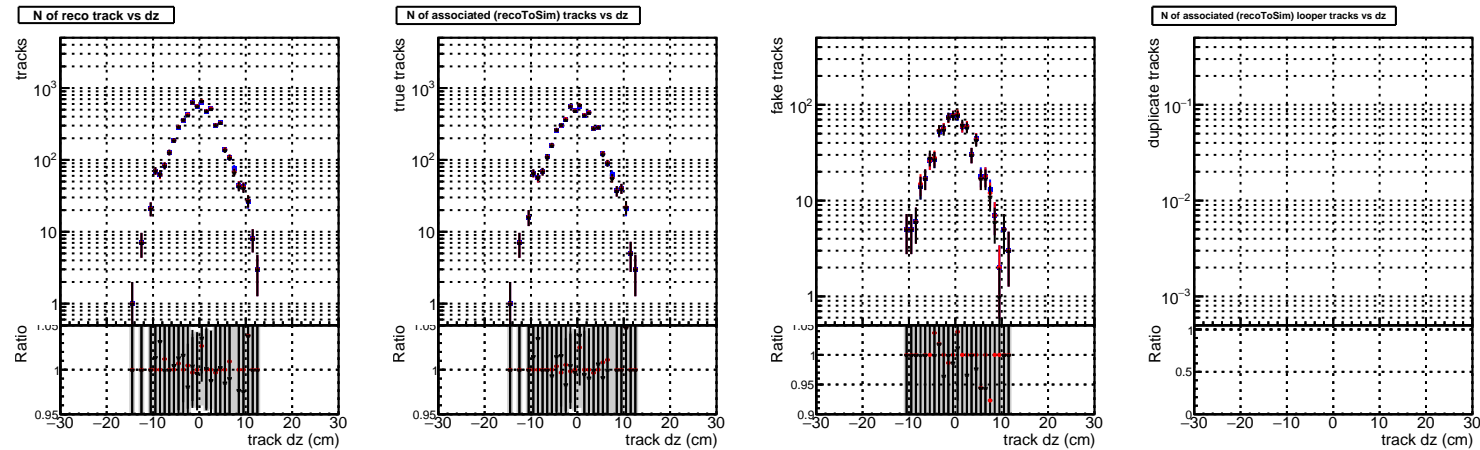 N of reco track vs dz
N of associated (recoToSim) tracks vs dz
N of associated (recoToSim) looper tracks vs dz
tracks
10³
10²
10
1
Ratio
1.05
1
0.95
−30 −20 −10 0 10 20 30
track dz (cm)
true tracks
10³
10²
10
1
Ratio
1.05
1
0.95
−30 −20 −10 0 10 20 30
track dz (cm)
fake tracks
10²
10
1
Ratio
1
0.95
0.9
−30 −20 −10 0 10 20 30
track dz (cm)
duplicate tracks
10⁻¹
10⁻²
10⁻³
Ratio
1
0.5
0
−30 −20 −10 0 10 20 30
track dz (cm)